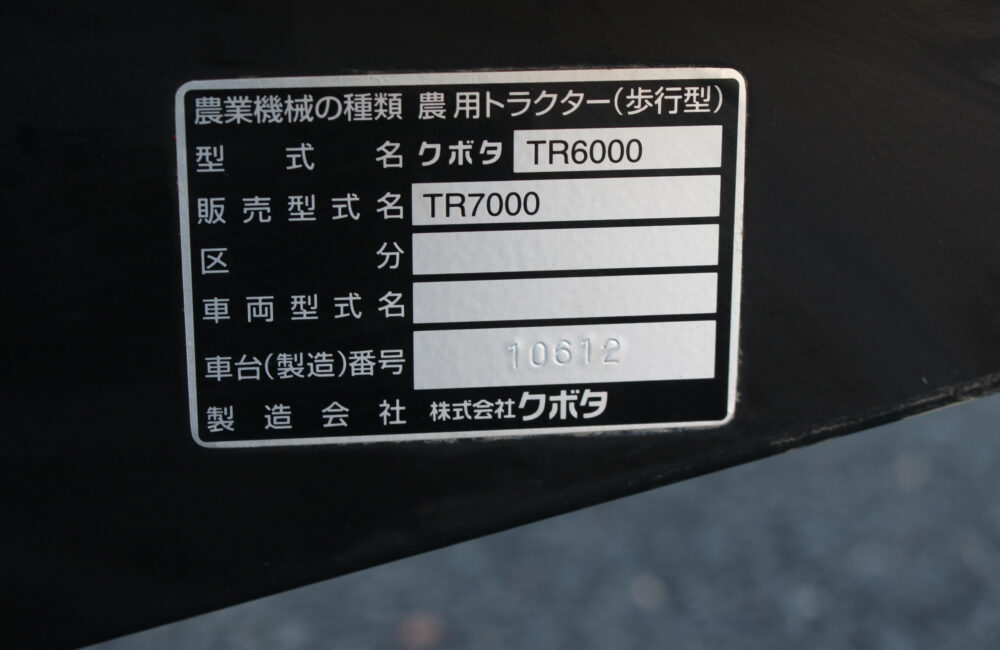 農業機械の種類 農用トラクター(歩行型)
型式名 クボタ TR6000
販売型式名 TR7000
区分
車両型式名
車台(製造)番号 10612
製造会社 株式会社クボタ